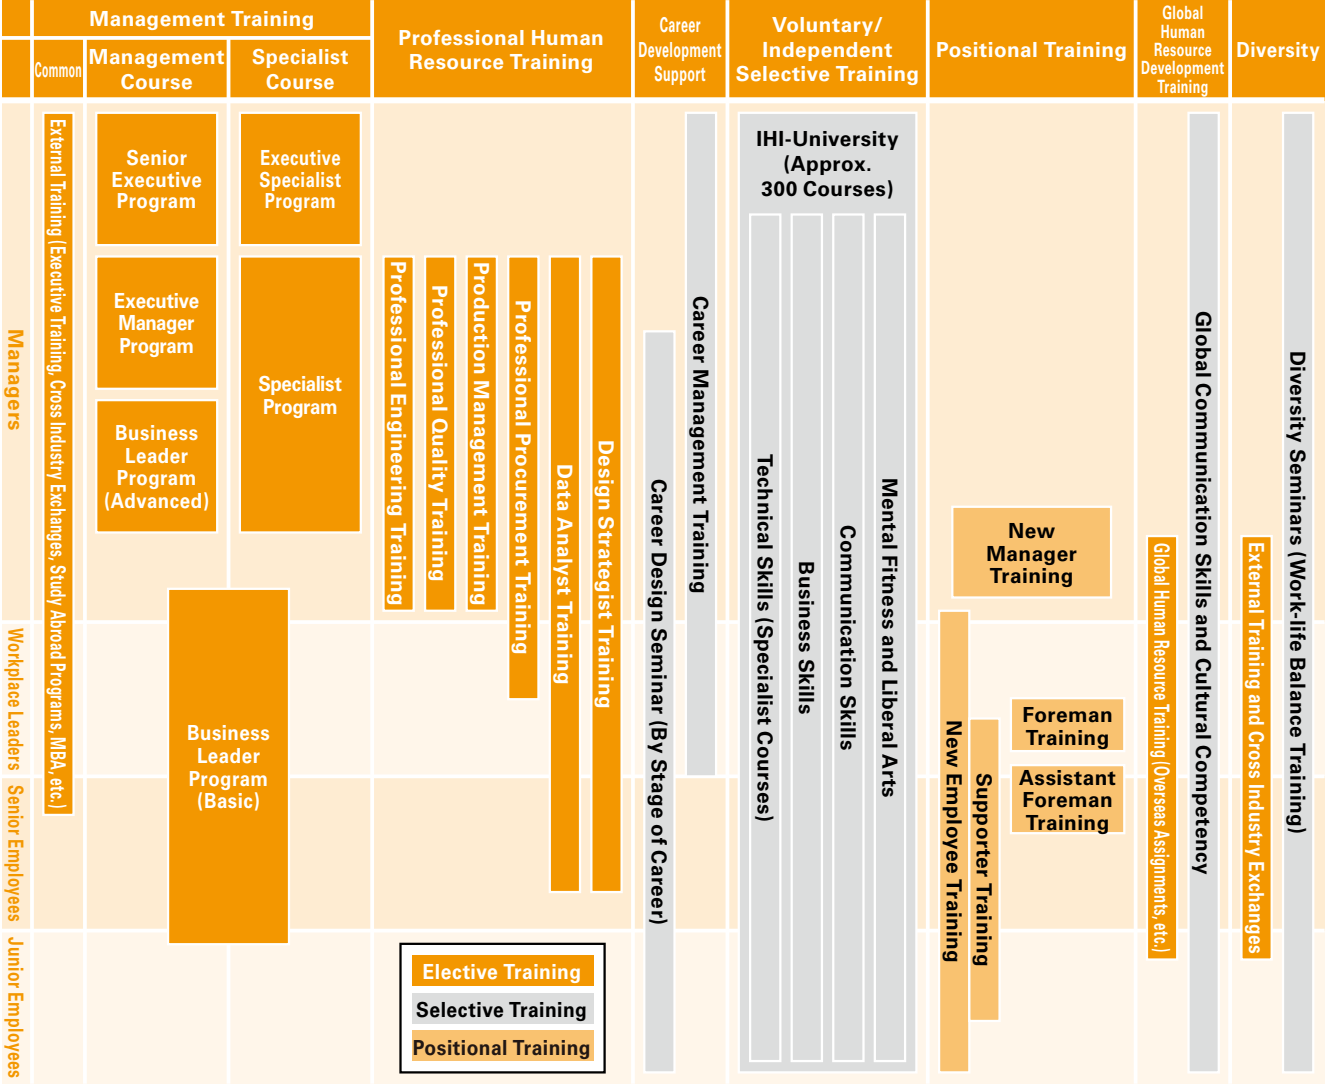 Management Training
Common
Management
Course
Specialist
Course
Professional Human
Resource Training
Career
Development
Support
Voluntary/
Independent
Selective Training
Positional Training
Global
Human
Resource
Development
Training
Diversity
Managers
Workplace Leaders
Senior Employees
Junior Employees
External Training (Executive Training, Cross Industry Exchanges, Study Abroad Programs, MBA, etc.)
Senior
Executive
Program
Executive
Manager
Program
Business
Leader
Program
(Advanced)
Business
Leader
Program
(Basic)
Executive
Specialist
Program
Specialist
Program
Professional Engineering Training
Professional Quality Training
Production Management Training
Professional Procurement Training
Data Analyst Training
Design Strategist Training
Career Design Seminar (By Stage of Career)
Career Management Training
IHI-University
(Approx.
300 Courses)
Technical Skills (Specialist Courses)
Business Skills
Communication Skills
Mental Fitness and Liberal Arts
New
Manager
Training
New Employee Training
Supporter Training
Foreman
Training
Assistant
Foreman
Training
Global Human Resource Training (Overseas Assignments, etc.)
Global Communication Skills and Cultural Competency
External Training and Cross Industry Exchanges
Diversity Seminars (Work-life Balance Training)
Elective Training
Selective Training
Positional Training